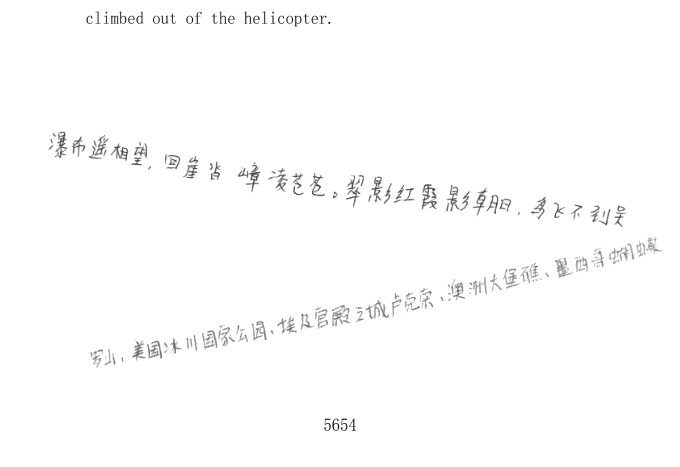 climbed out of the helicopter.
瀑布遥相望，回崖沓嶂凌苍苍。翠影红霞影朝日，鸟飞不到吴
罗山、美国冰川国家公园、埃及宫殿之城卢克索、澳洲大堡礁、墨西哥蝴蝶
5654